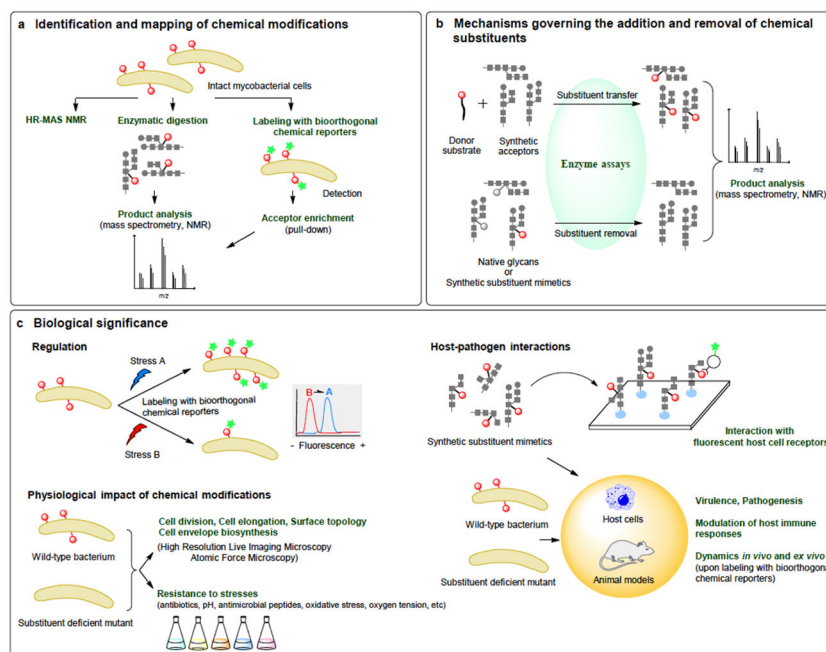 a Identification and mapping of chemical modifications
Intact mycobacterial cells
HR-MAS NMR
Enzymatic digestion
Labeling with bioorthogonal
chemical reporters
Detection
Product analysis
(mass spectrometry, NMR)
Acceptor enrichment
(pull-down)
m/z
b Mechanisms governing the addition and removal of chemical
substituents
Donor
substrate
+
Synthetic
acceptors
Substituent transfer
Enzyme assays
m/z
Product analysis
(mass spectrometry, NMR)
Substituent removal
Native glycans
or
Synthetic substituent mimetics
c Biological significance
Regulation
Stress A
Labeling with bioorthogonal
chemical reporters
Stress B
B A
- Fluorescence +
Physiological impact of chemical modifications
Wild-type bacterium
Substituent deficient mutant
Cell division, Cell elongation, Surface topology
Cell envelope biosynthesis
(High Resolution Live Imaging Microscopy
Atomic Force Microscopy)
Resistance to stresses
(antibiotics, pH, antimicrobial peptides, oxidative stress, oxygen tension, etc)
Host-pathogen interactions
Synthetic substituent mimetics
Interaction with
fluorescent host cell receptors
Wild-type bacterium
Substituent deficient mutant
Host cells
Animal models
Virulence, Pathogenesis
Modulation of host immune
responses
Dynamics in vivo and ex vivo
(upon labeling with bioorthogona
chemical reporters)